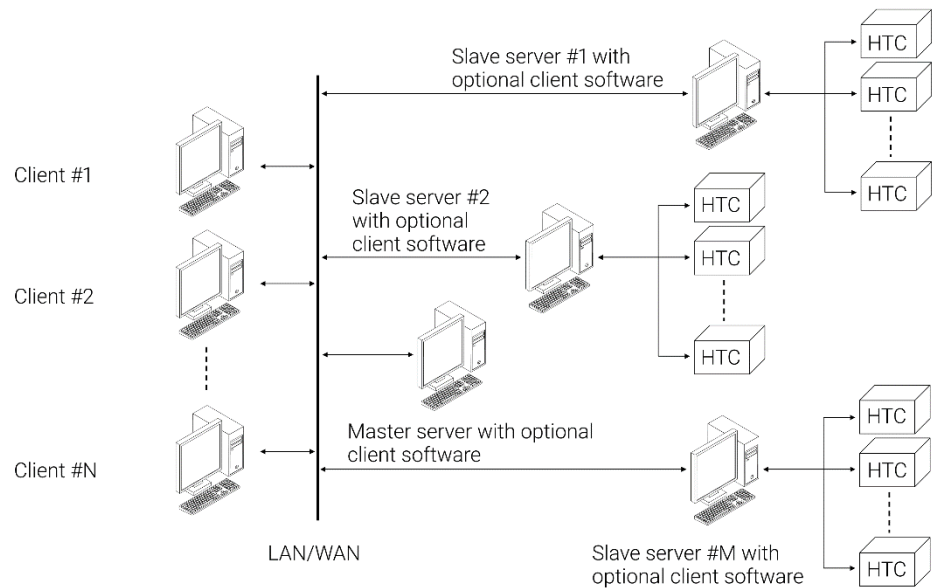 Slave server #1 with
optional client software
HTC
HTC
HTC
Client #1
Slave server #2
with optional
client software
HTC
HTC
HTC
Client #2
Master server with optional
client software
Client #N
HTC
HTC
HTC
LAN/WAN
Slave server #M with
optional client software